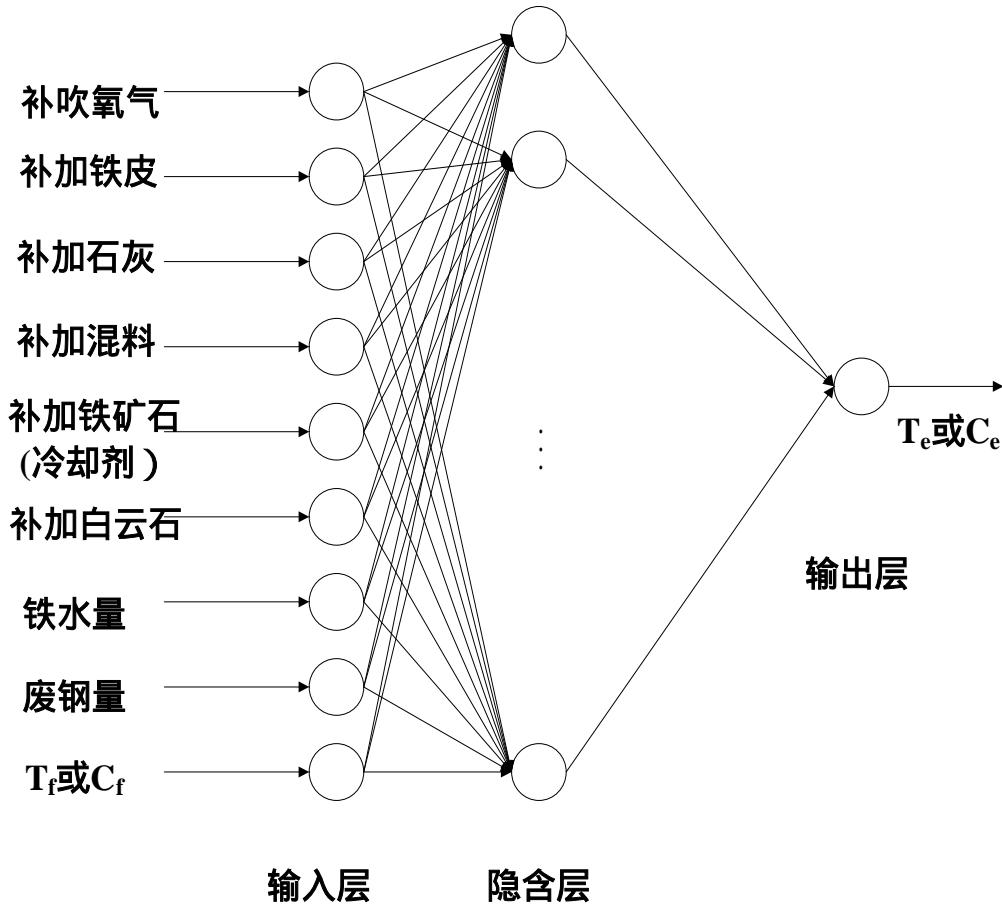 补吹氧气
补加铁皮
补加石灰
补加混料
补加铁矿石
(冷却剂）
补加白云石
铁水量
废钢量
Tf或Cf
Te或Ce
输出层
输入层
隐含层